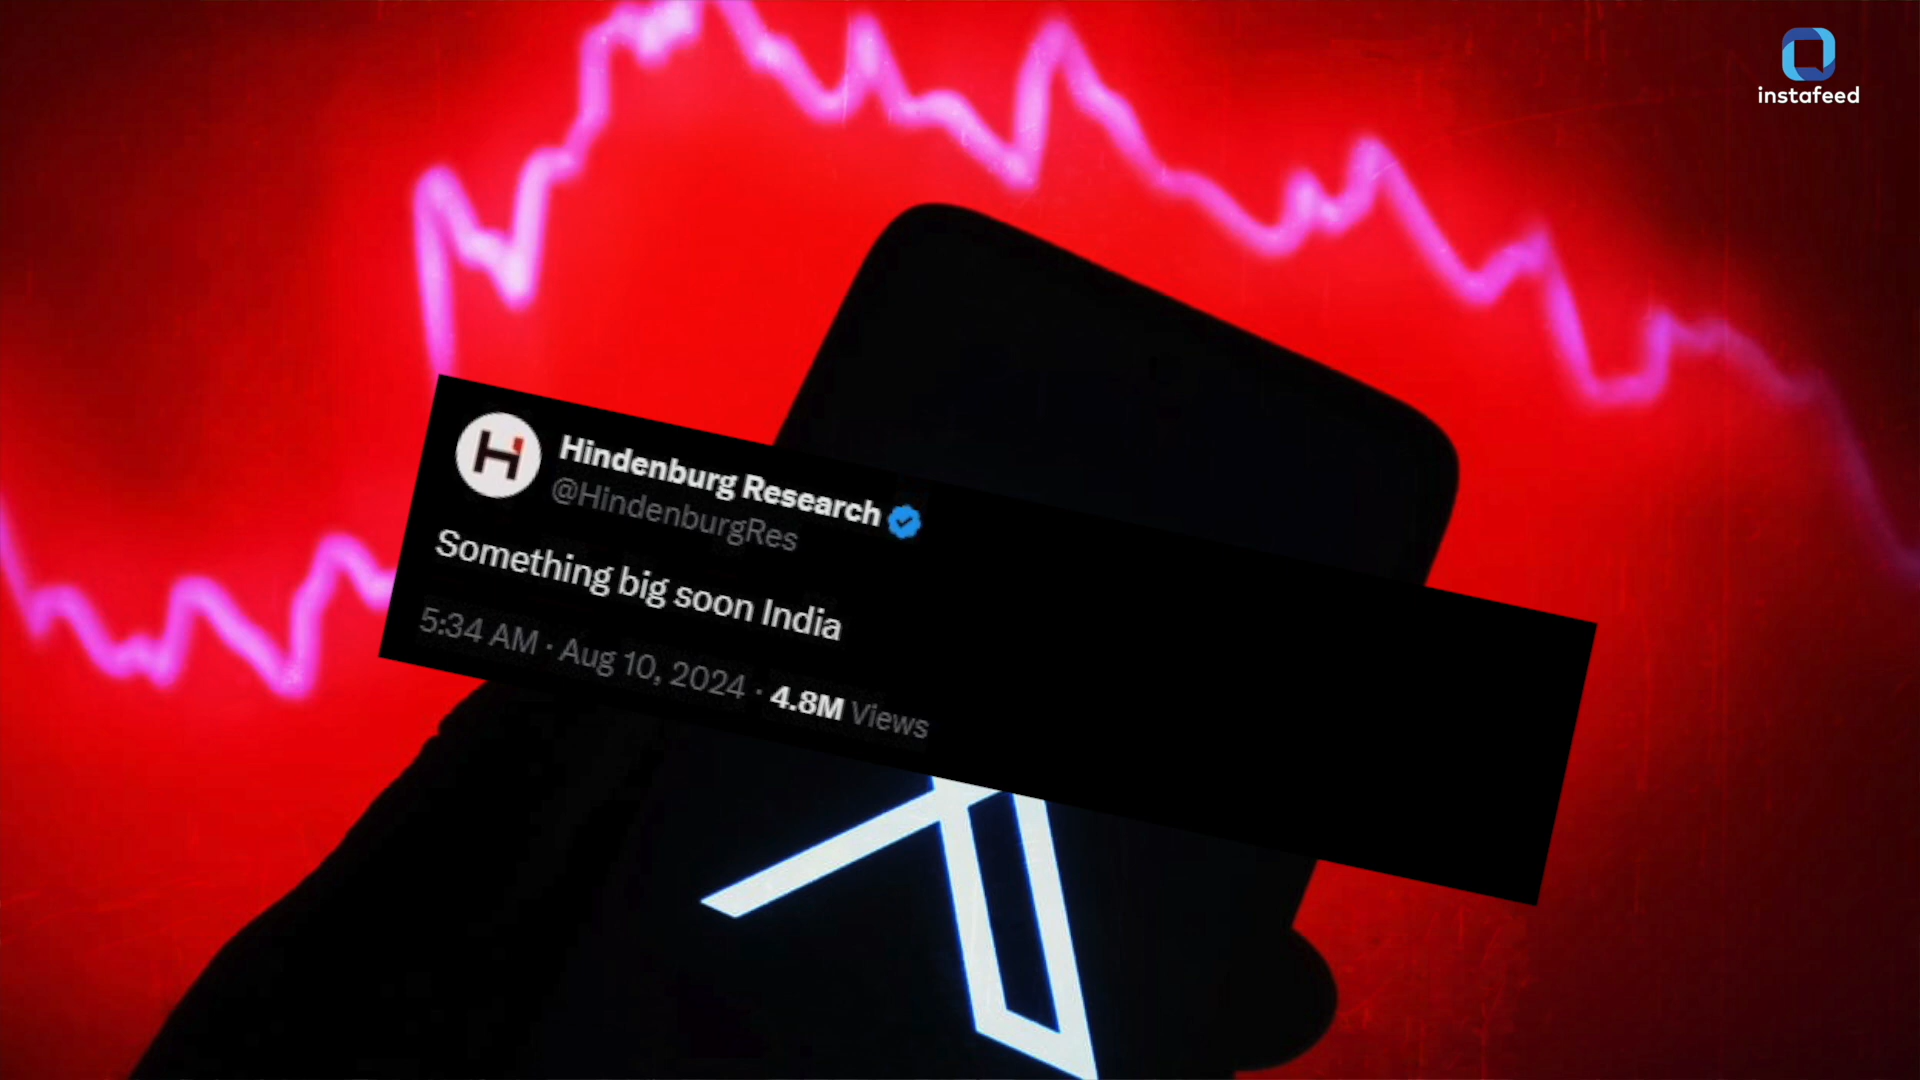 instafeed
Hindenburg Research
@HindenburgRes
Something big soon India
5:34 AM · Aug 10, 2024 · 4.8M Views